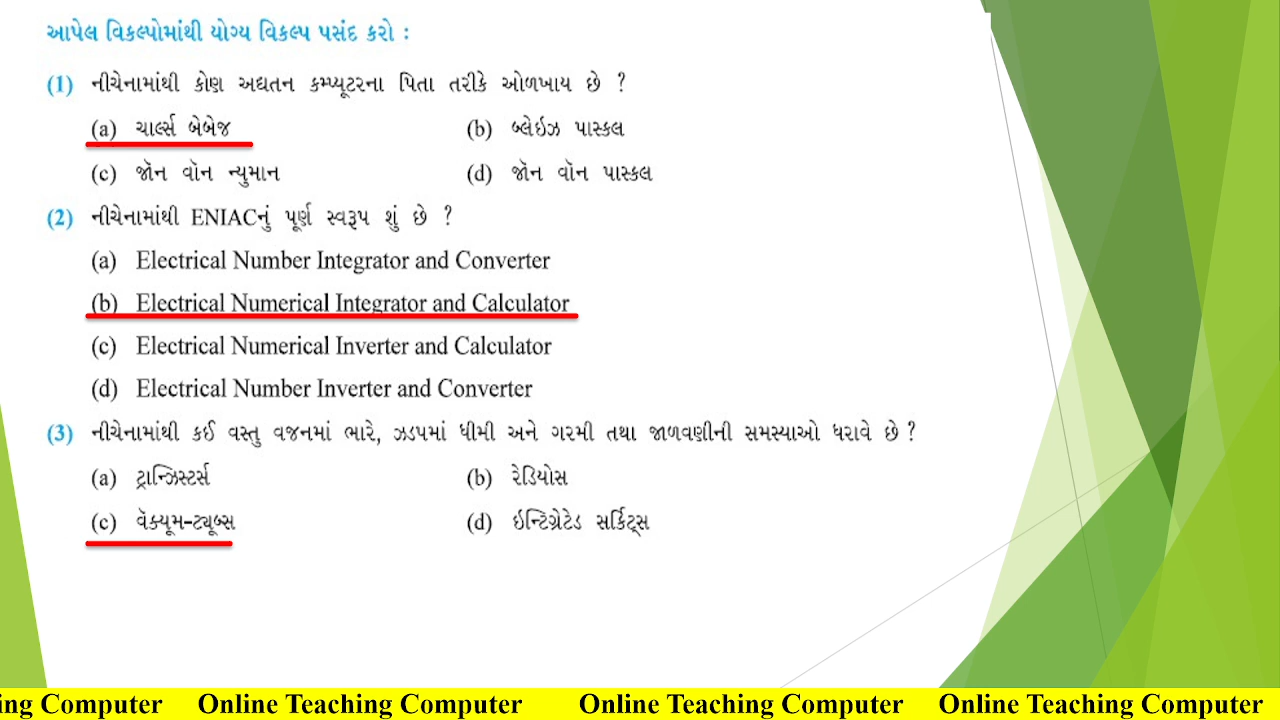 આપેલ વિકલ્પોમાંથી યોગ્ય વિકલ્પ પસંદ કરો :
(1) નીચેનામાંથી કોણ અદ્યતન કમ્પ્યૂટરના પિતા તરીકે ઓળખાય છે ?
(a) ચાર્લ્સ બેબેજ (b) બ્લેઇઝ પાસ્કલ
(c) જૉન વૉન ન્યુમાન (d) જૉન વૉન પાસ્કલ
(2) નીચેનામાંથી ENIACનું પૂર્ણ સ્વરૂપ શું છે ?
(a) Electrical Number Integrator and Converter
(b) Electrical Numerical Integrator and Calculator
(c) Electrical Numerical Inverter and Calculator
(d) Electrical Number Inverter and Converter
(3) નીચેનામાંથી કઈ વસ્તુ વજનમાં ભારે, ઝડપમાં ધીમી અને ગરમી તથા જાળવણીની સમસ્યાઓ ધરાવે છે ?
(a) ટ્રાન્ઝિસ્ટર્સ (b) રેડિયોસ
(c) વૅક્યૂમ-ટ્યૂબ્સ (d) ઇન્ટિગ્રેટેડ સર્કિટ્સ
ing Computer Online Teaching Computer Online Teaching Computer Online Teaching Computer